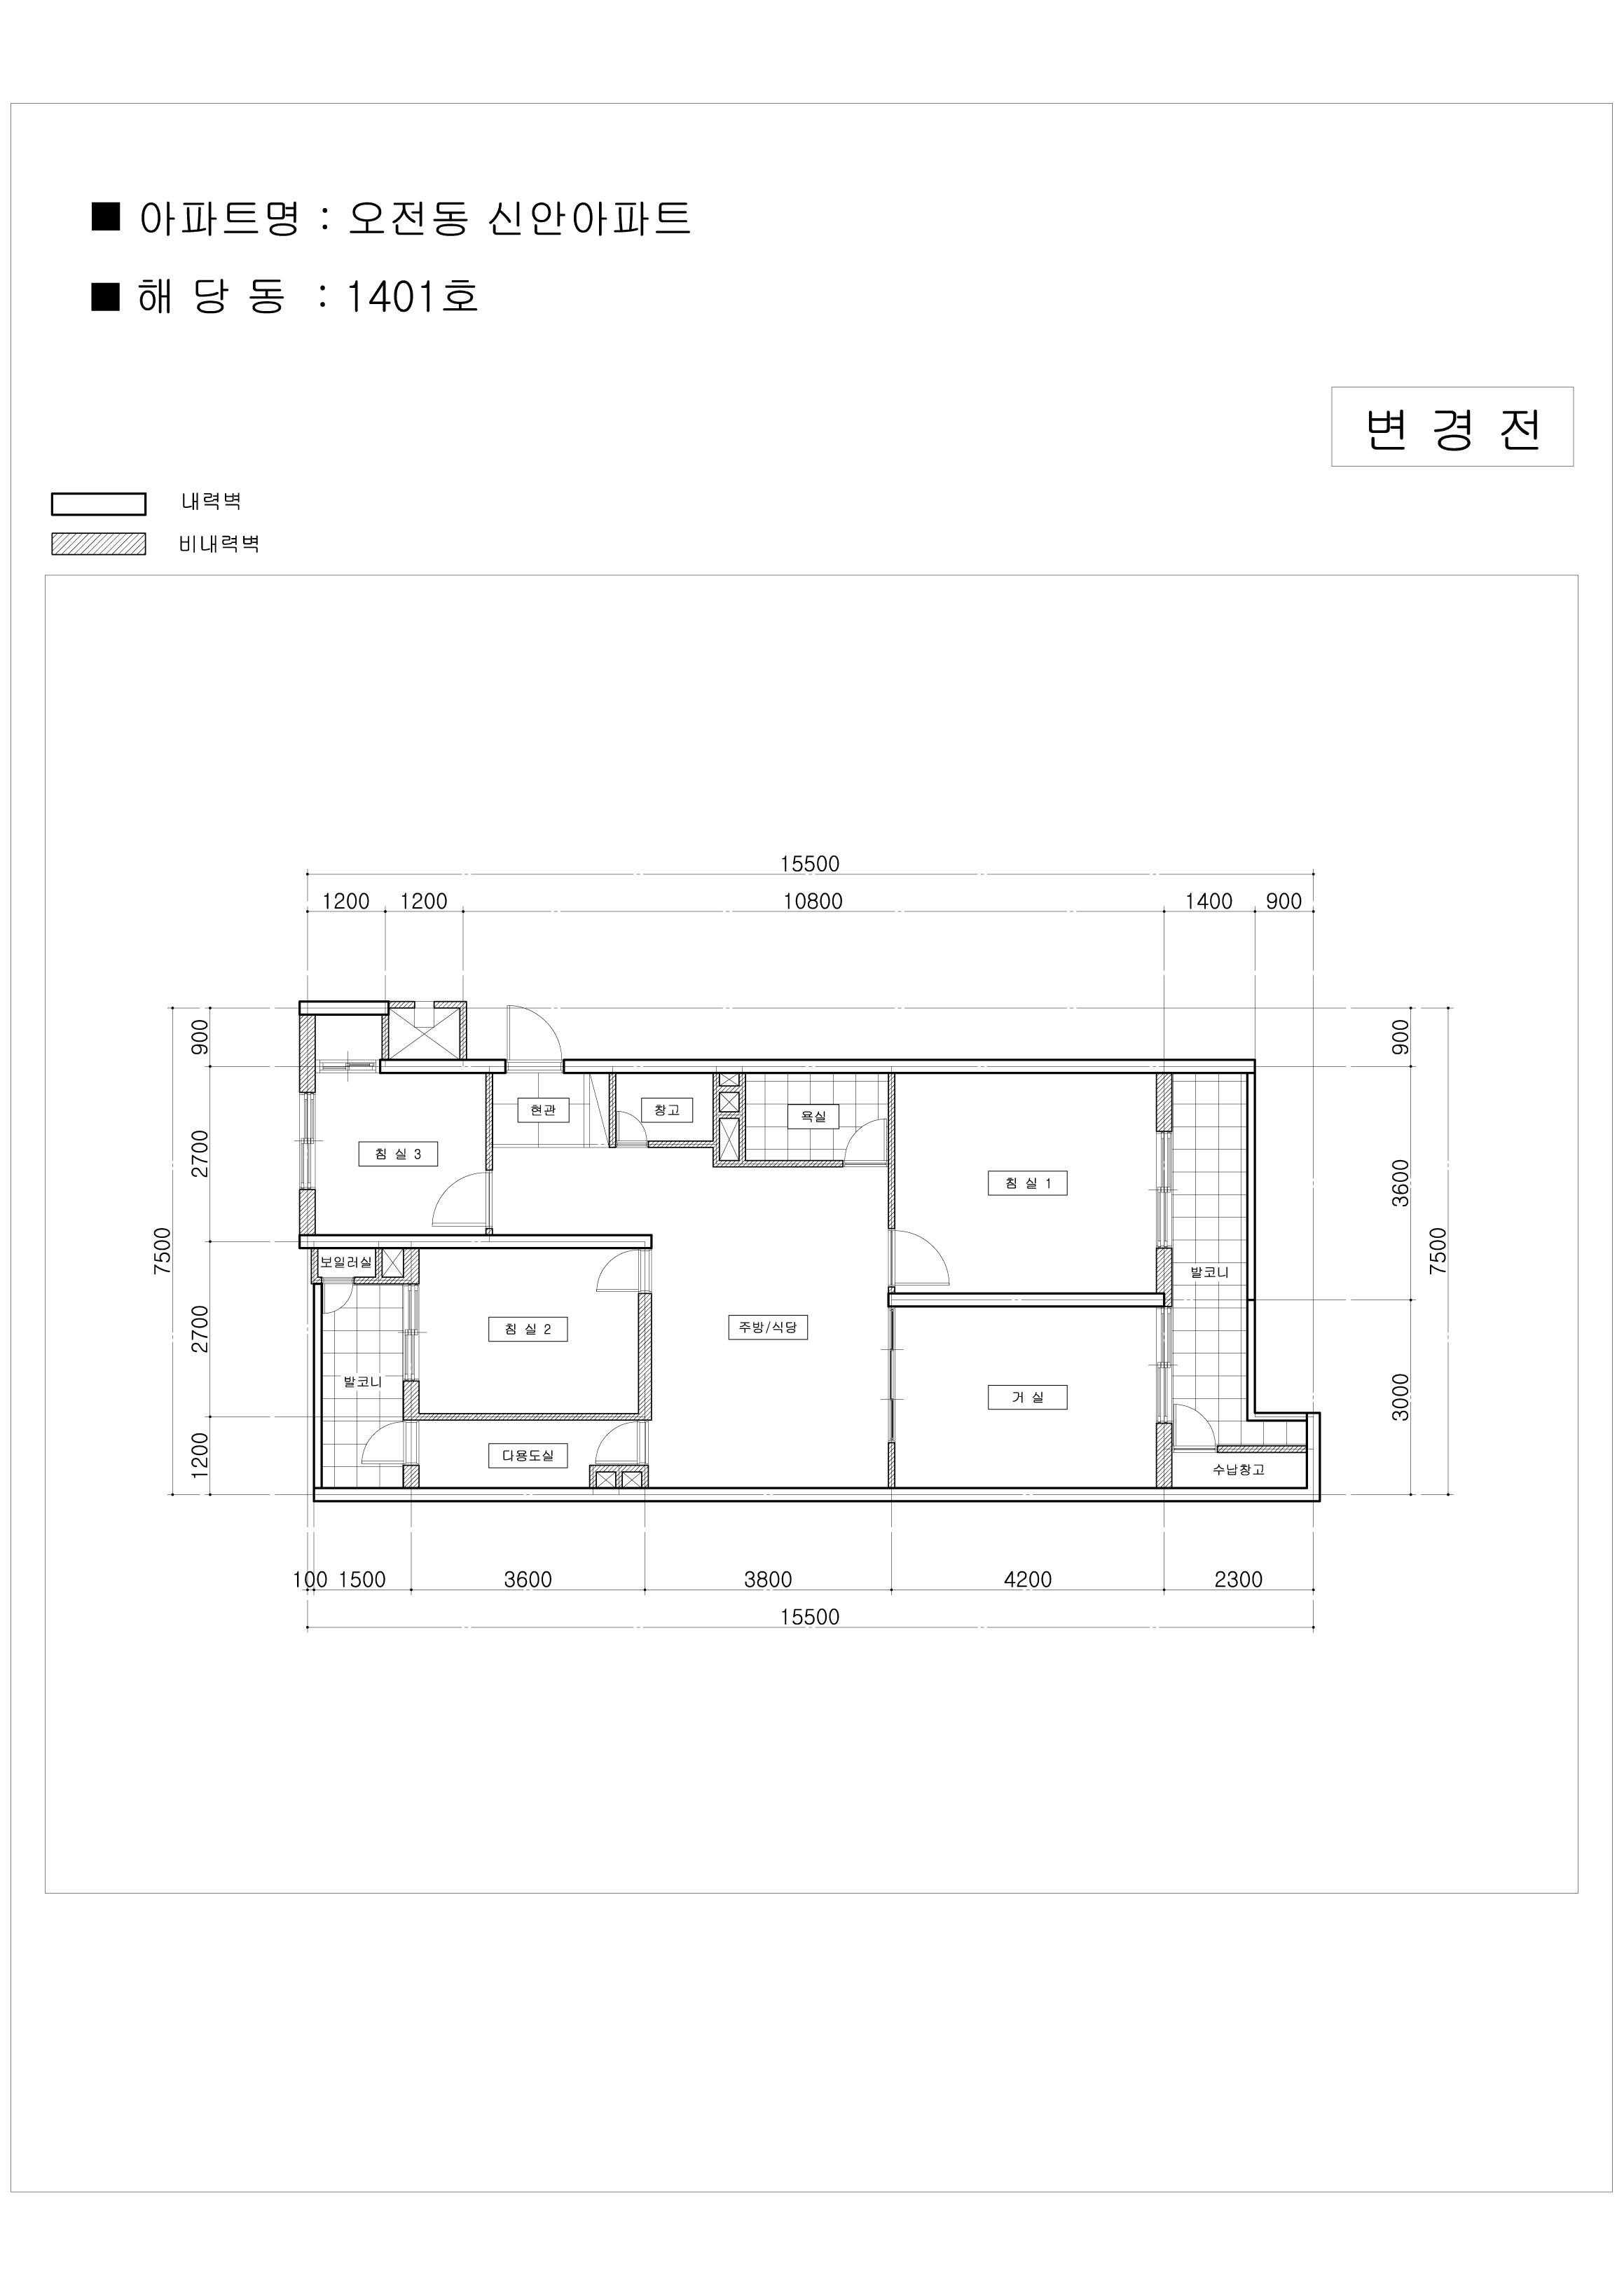 ■ 아파트명 : 오전동 신안아파트
■ 해 당 동 : 1401호
변 경 전
내력벽
비내력벽
15500
1200 1200 10800 1400 900
900
2700
2700
1200
7500
900
3600
3000
7500
현관
창고
욕실
침 실 3
침 실 1
보일러실
발코니
침 실 2
주방/식당
발코니
거 실
다용도실
수납창고
100 1500 3600 3800 4200 2300
15500